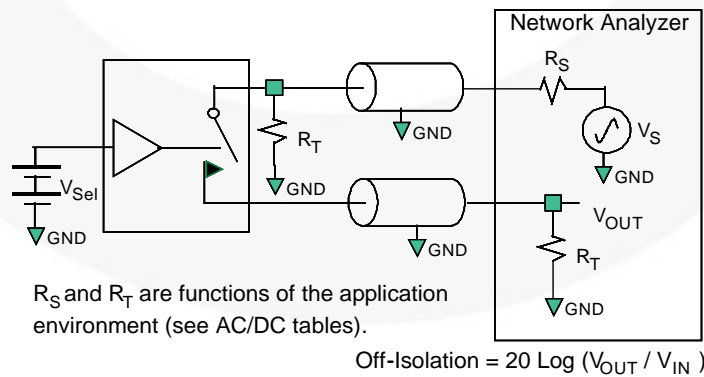 Network Analyzer
R_S
V_S
GND
R_T
GND
GND
V_Sel
GND
V_OUT
GND
R_T
GND
R_S and R_T are functions of the application
environment (see AC/DC tables).
Off-Isolation = 20 Log (V_OUT / V_IN )